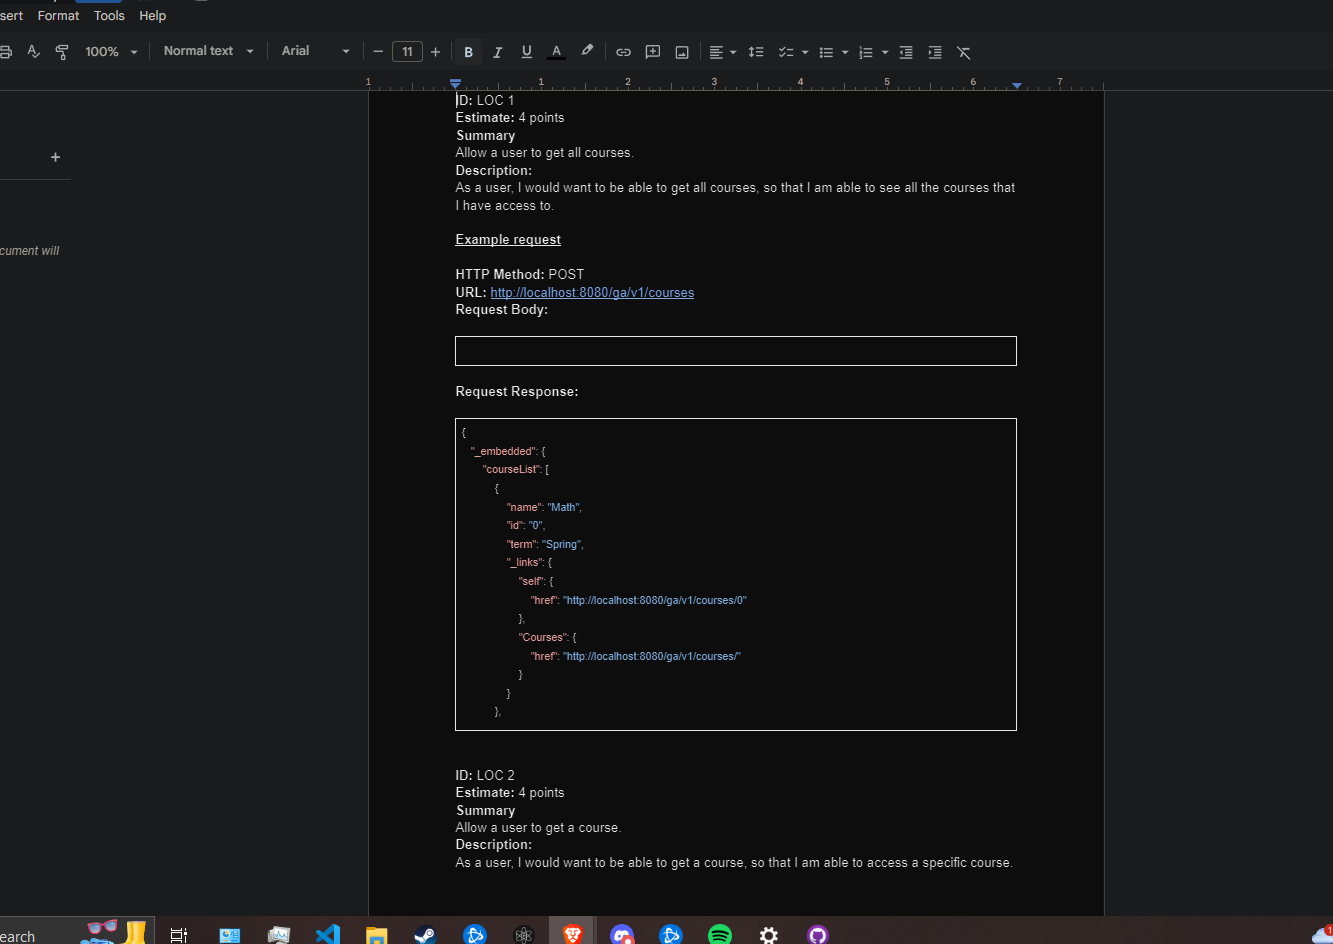 sert Format Tools Help
100% Normal text Arial 11 B I U A
1 1 2 3 4 5 6 7
cument will
ID: LOC 1
Estimate: 4 points
Summary
Allow a user to get all courses.
Description:
As a user, I would want to be able to get all courses, so that I am able to see all the courses that
I have access to.
Example request
HTTP Method: POST
URL: http://localhost:8080/ga/v1/courses
Request Body:
Request Response:
{
"_embedded": {
"courseList": [
{
"name": "Math",
"id": "0",
"term": "Spring",
"_links": {
"self": {
"href": "http://localhost:8080/ga/v1/courses/0"
},
"Courses": {
"href": "http://localhost:8080/ga/v1/courses/"
}
}
},
ID: LOC 2
Estimate: 4 points
Summary
Allow a user to get a course.
Description:
As a user, I would want to be able to get a course, so that I am able to access a specific course.
earch
1